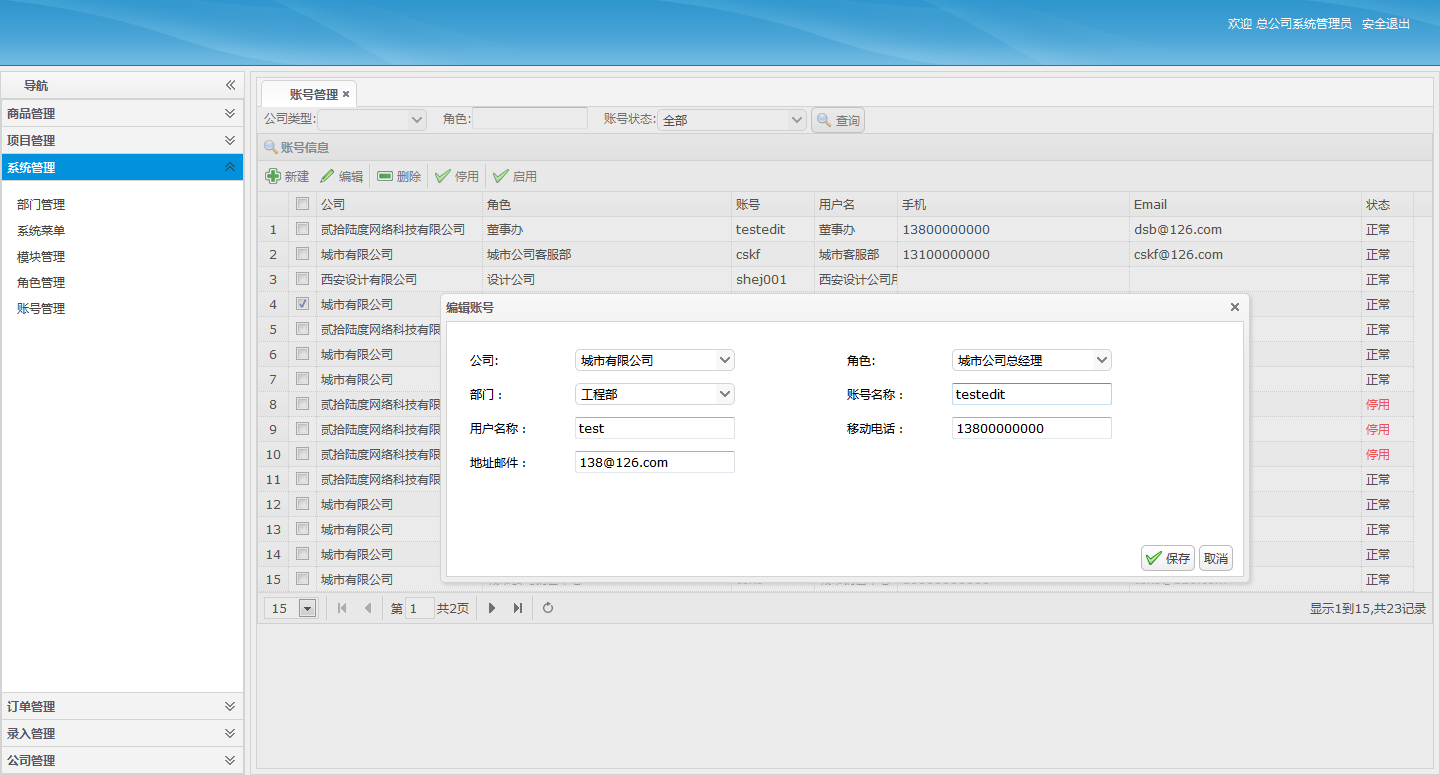 欢迎 总公司系统管理员 安全退出
导航
商品管理
项目管理
系统管理
部门管理
系统菜单
模块管理
角色管理
账号管理
订单管理
录入管理
公司管理
账号管理
公司类型: 角色: 账号状态: 全部 查询
账号信息
新建 编辑 删除 停用 启用
公司 角色 账号 用户名 手机 Email 状态
1 贰拾陆度网络科技有限公司 董事办 testedit 董事办 13800000000 dsb@126.com 正常
2 城市有限公司 城市公司客服部 cskf 城市客服部 13100000000 cskf@126.com 正常
3 西安设计有限公司 设计公司 shej001 西安设计公司用 正常
4 城市有限公司 正常
5 贰拾陆度网络科技有限 正常
6 城市有限公司 正常
7 城市有限公司 正常
8 贰拾陆度网络科技有限 停用
9 贰拾陆度网络科技有限 停用
10 贰拾陆度网络科技有限 停用
11 贰拾陆度网络科技有限 正常
12 城市有限公司 正常
13 城市有限公司 正常
14 城市有限公司 正常
15 城市有限公司 正常
编辑账号
公司: 城市有限公司 角色: 城市公司总经理
部门： 工程部 账号名称： testedit
用户名称： test 移动电话： 13800000000
地址邮件： 138@126.com
保存 取消
15 第 1 共2页 显示1到15,共23记录